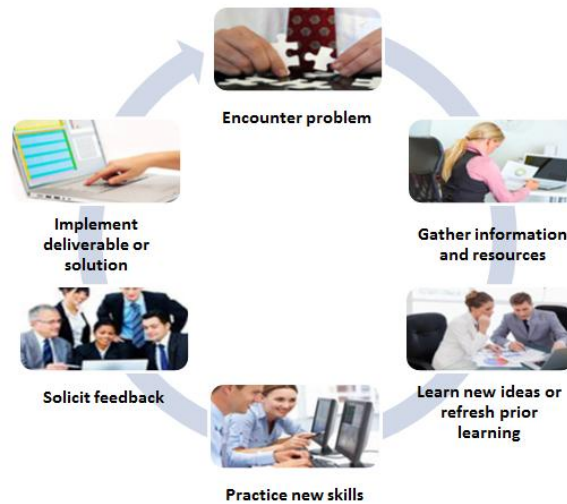 Encounter problem
Gather information
and resources
Learn new ideas or
refresh prior
learning
Practice new skills
Solicit feedback
Implement
deliverable or
solution